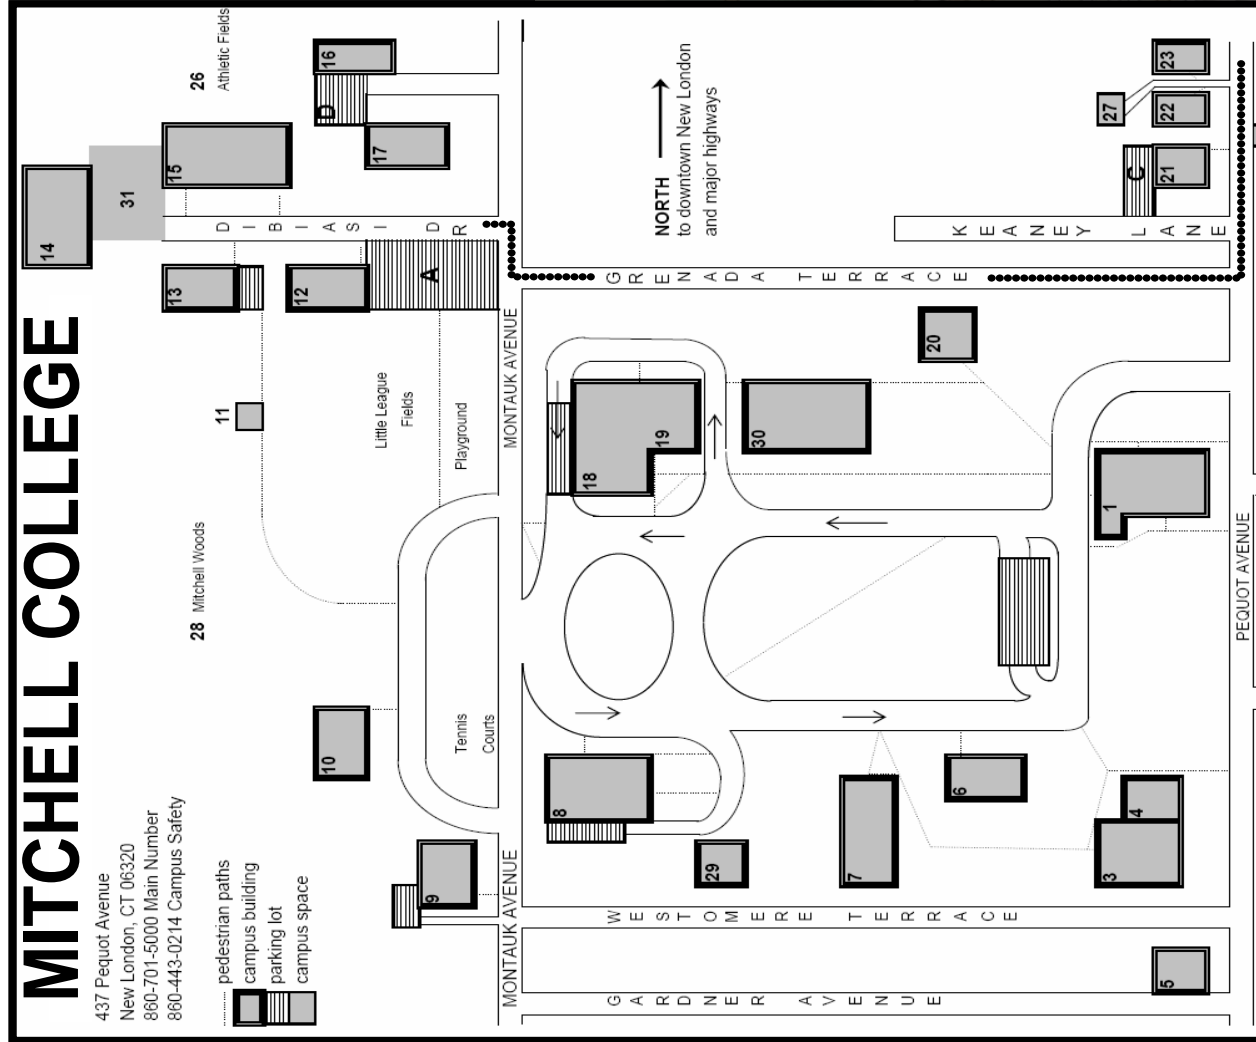 MITCHELL COLLEGE
437 Pequot Avenue
New London, CT 06320
860-701-5000 Main Number
860-443-0214 Campus Safety
pedestrian paths
campus building
parking lot
campus space
26
Athletic Fields
16
D
17
15
14
31
DIBIASI DR
13
12
A
11
Little League
Fields
Playground
28 Mitchell Woods
10
Tennis
Courts
9
MONTAUK AVENUE
MONTAUK AVENUE
NORTH
to downtown New London
and major highways
GRENADA TERRACE
KEANEY LANE
23
27
22
C
21
20
18
19
30
1
8
29
7
6
4
3
5
WESTOMERE TERRACE
GARDNER AVENUE
PEQUOT AVENUE